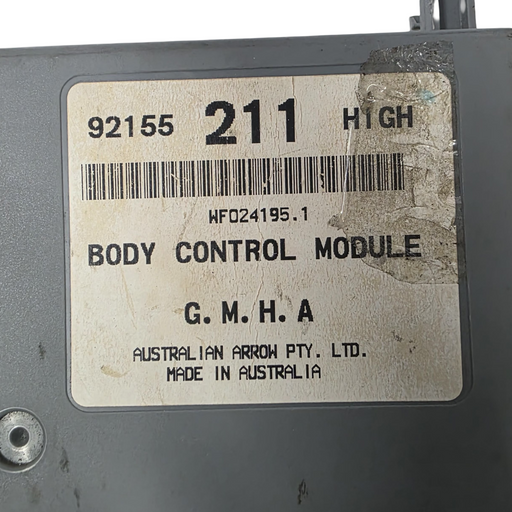 92155 211 HIGH
WF024195.1
BODY CONTROL MODULE
G.M.H.A
AUSTRALIAN ARROW PTY. LTD.
MADE IN AUSTRALIA